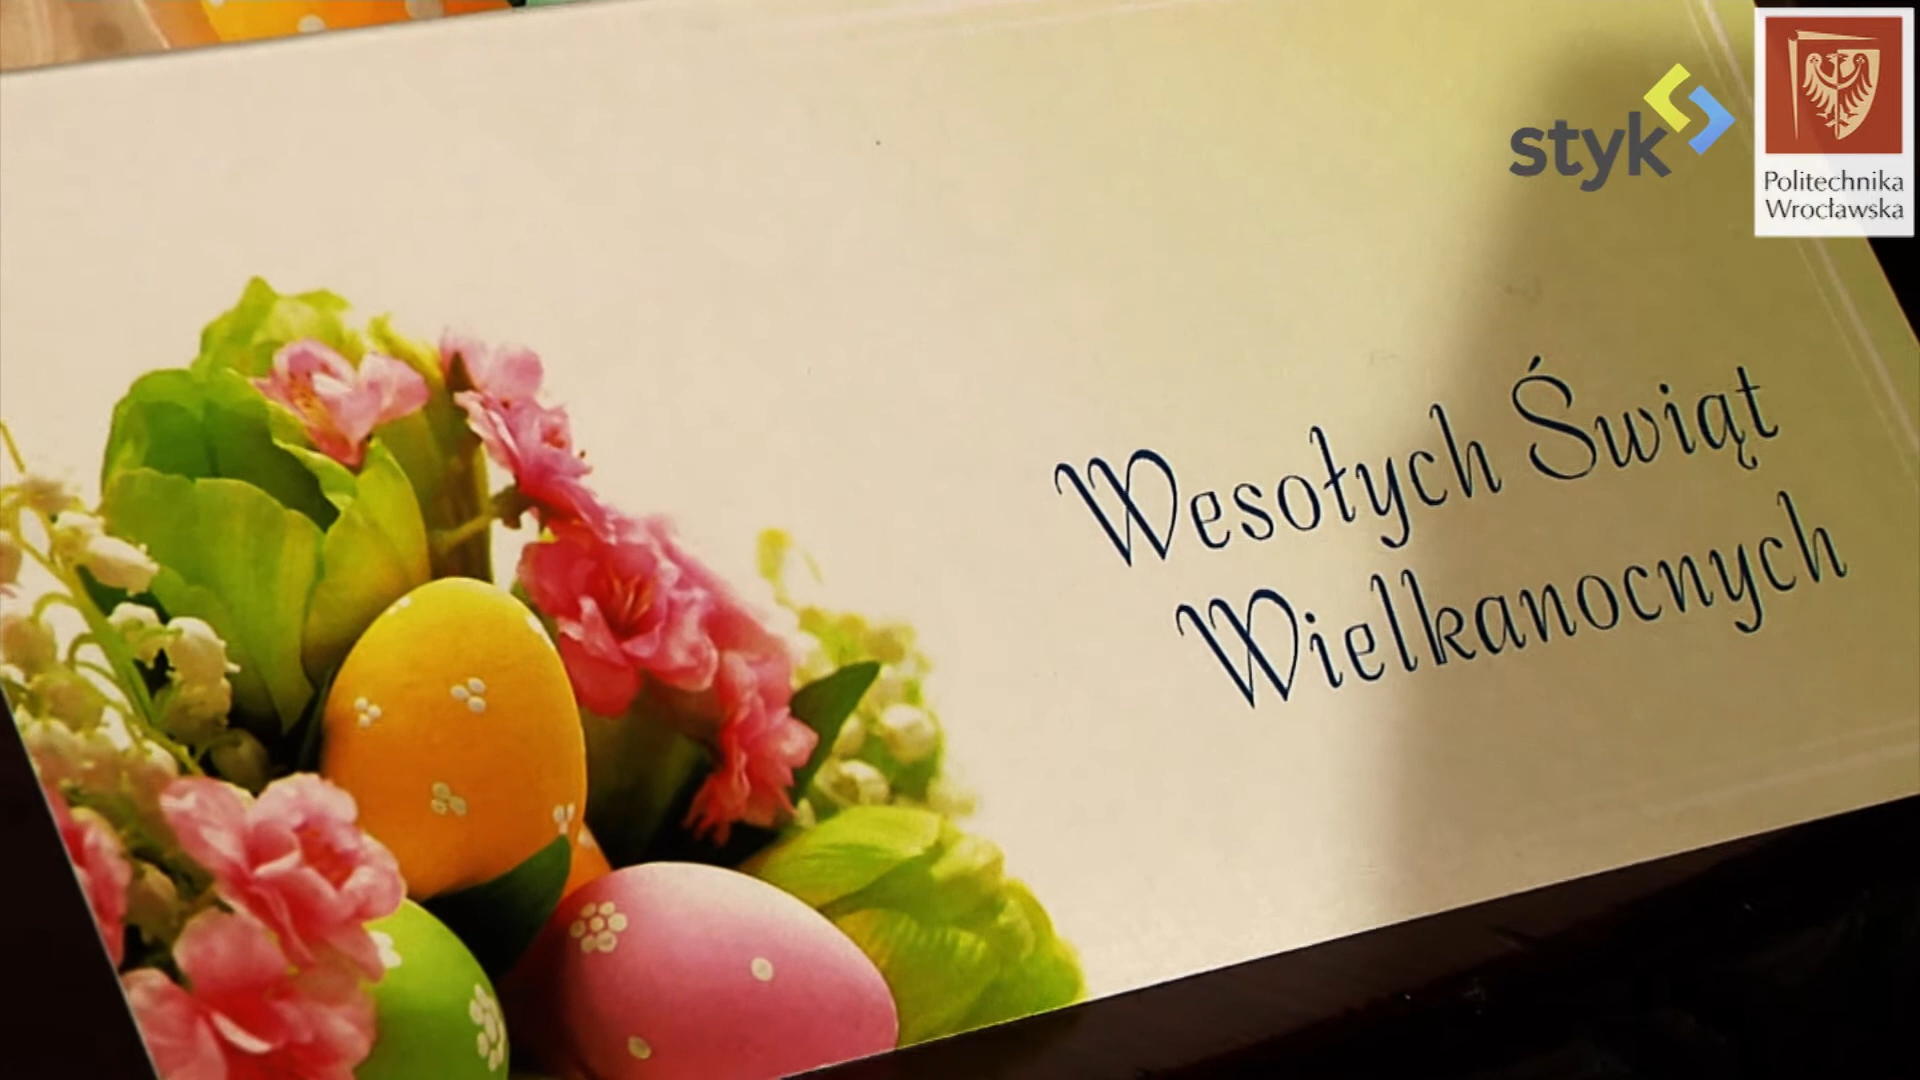 styk
Politechnika
Wrocławska
Wesołych Świąt
Wielkanocnych